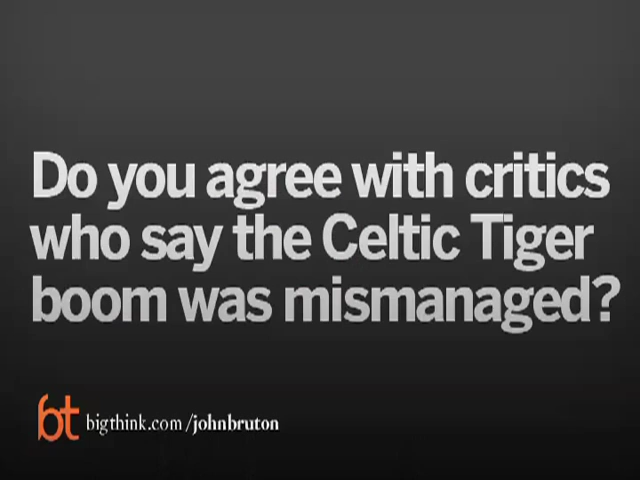 Do you agree with critics
who say the Celtic Tiger
boom was mismanaged?
bt bigthink.com/johnbruton